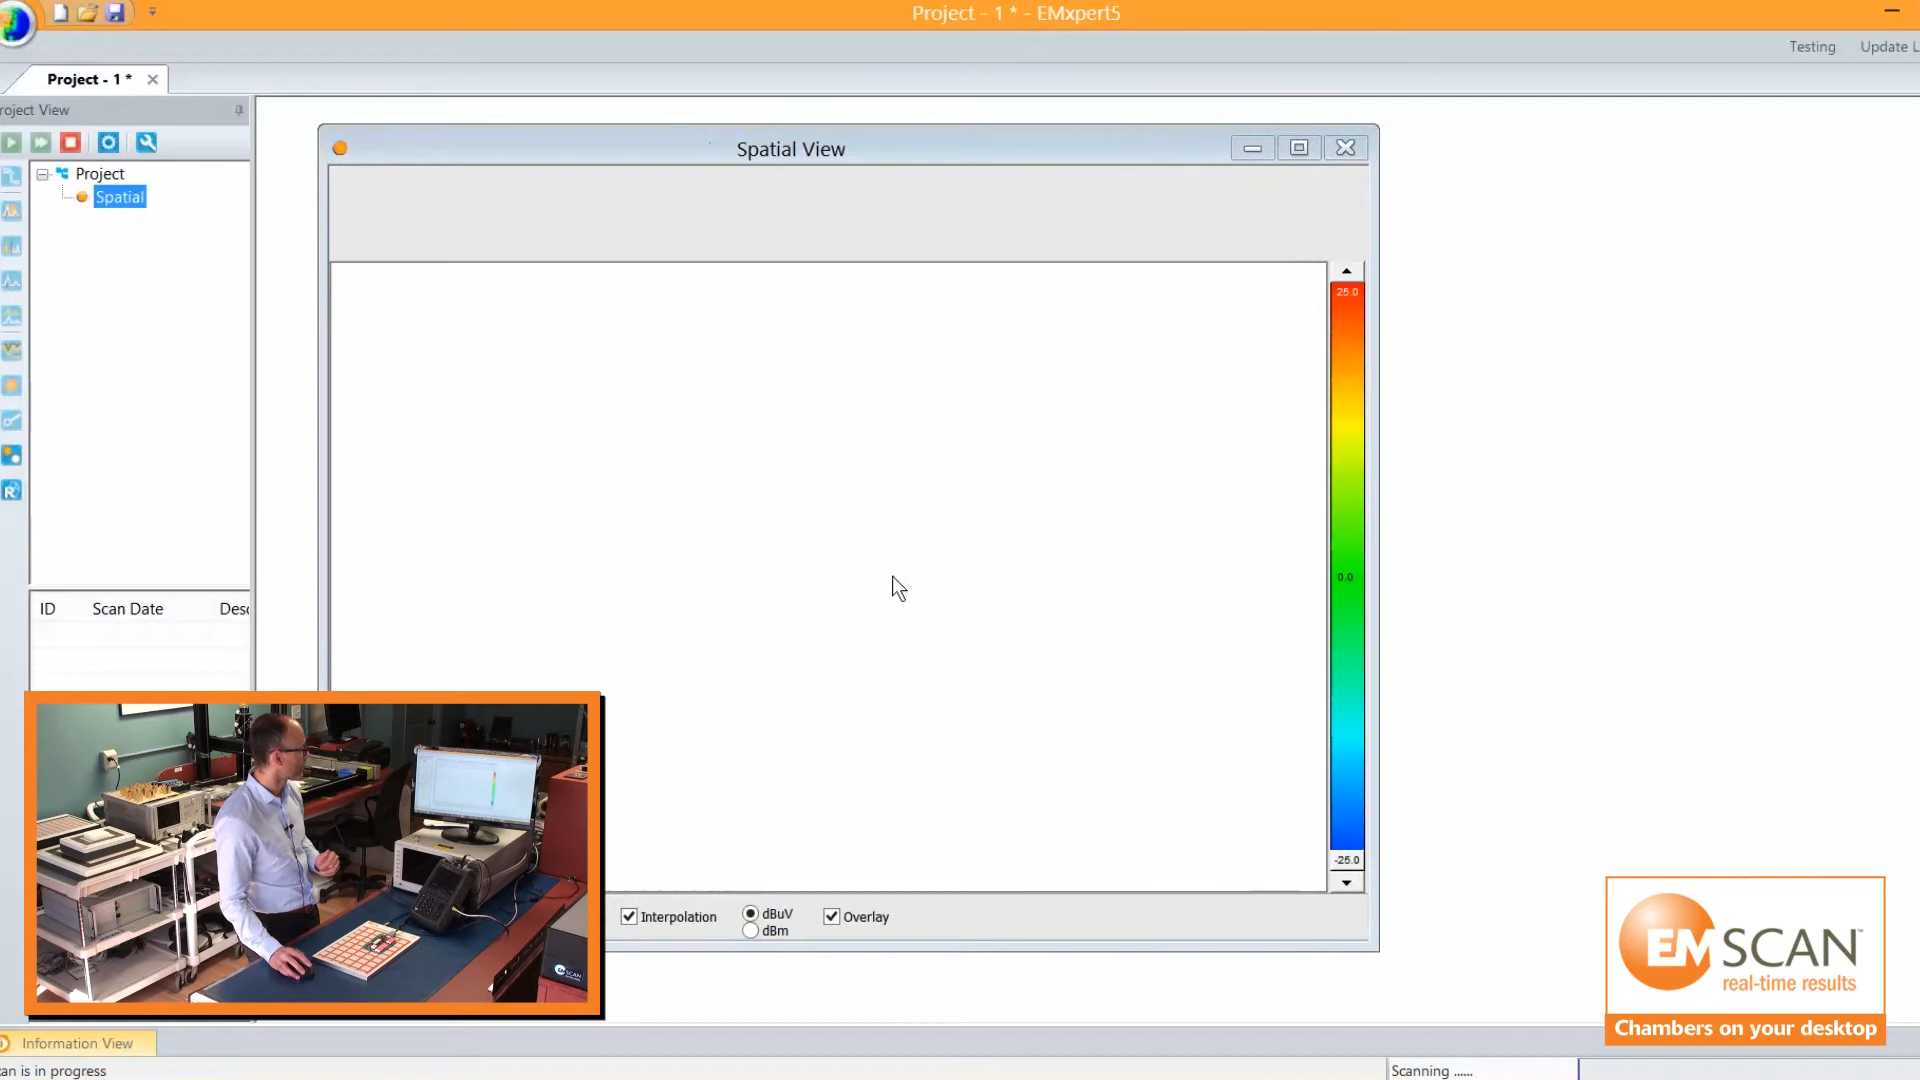 Project - 1 * - EMxpert5
Testing
Update L
Project - 1 *
roject View
Project
Spatial
Spatial View
25.0
0.0
-25.0
ID
Scan Date
Desc
Interpolation
dBuV
dBm
Overlay
EMSCAN
EMSCAN™
real-time results
Chambers on your desktop
Information View
can is in progress
Scanning ......